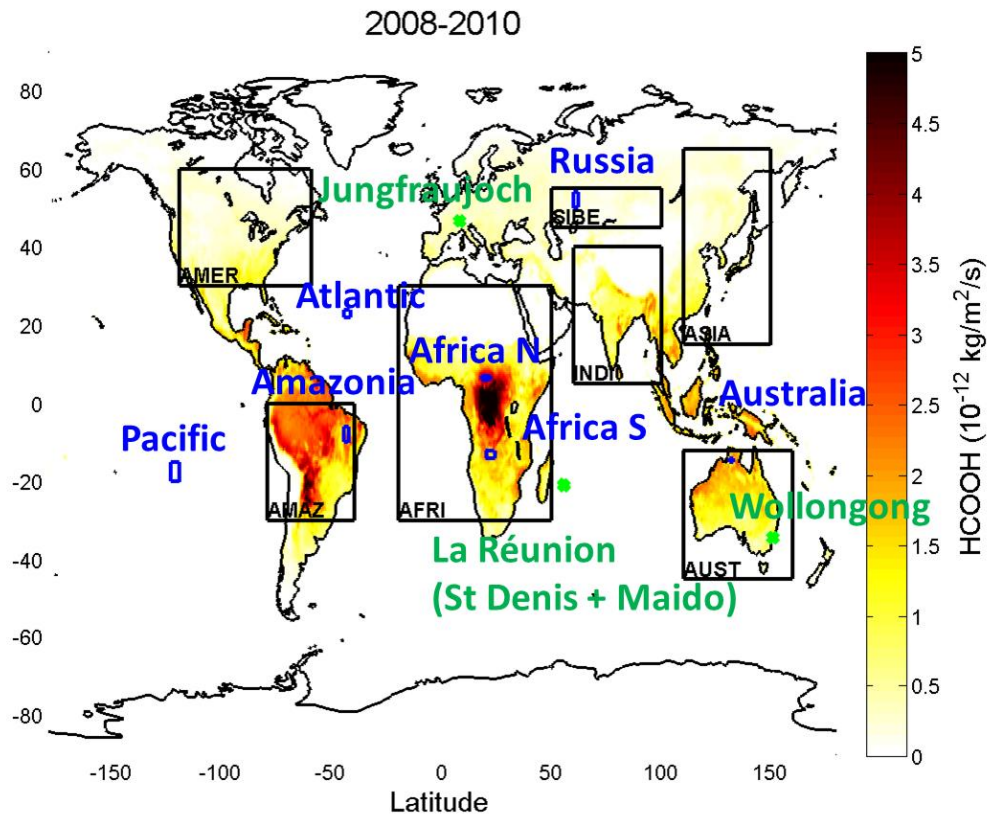 2008-2010
80
60
40
20
0
-20
-40
-60
-80
-150
-100
-50
0
50
100
150
Latitude
Jungfraujoch
Russia
SIBE
AMER
Atlantic
ASIA
Africa N
INDI
Amazonia
Australia
Africa S
Pacific
AMAZ
AFRI
Wollongong
La Réunion
(St Denis + Maido)
AUST
5
4.5
4
3.5
3
2.5
2
1.5
1
0.5
0
HCOOH (10⁻¹² kg/m²/s)